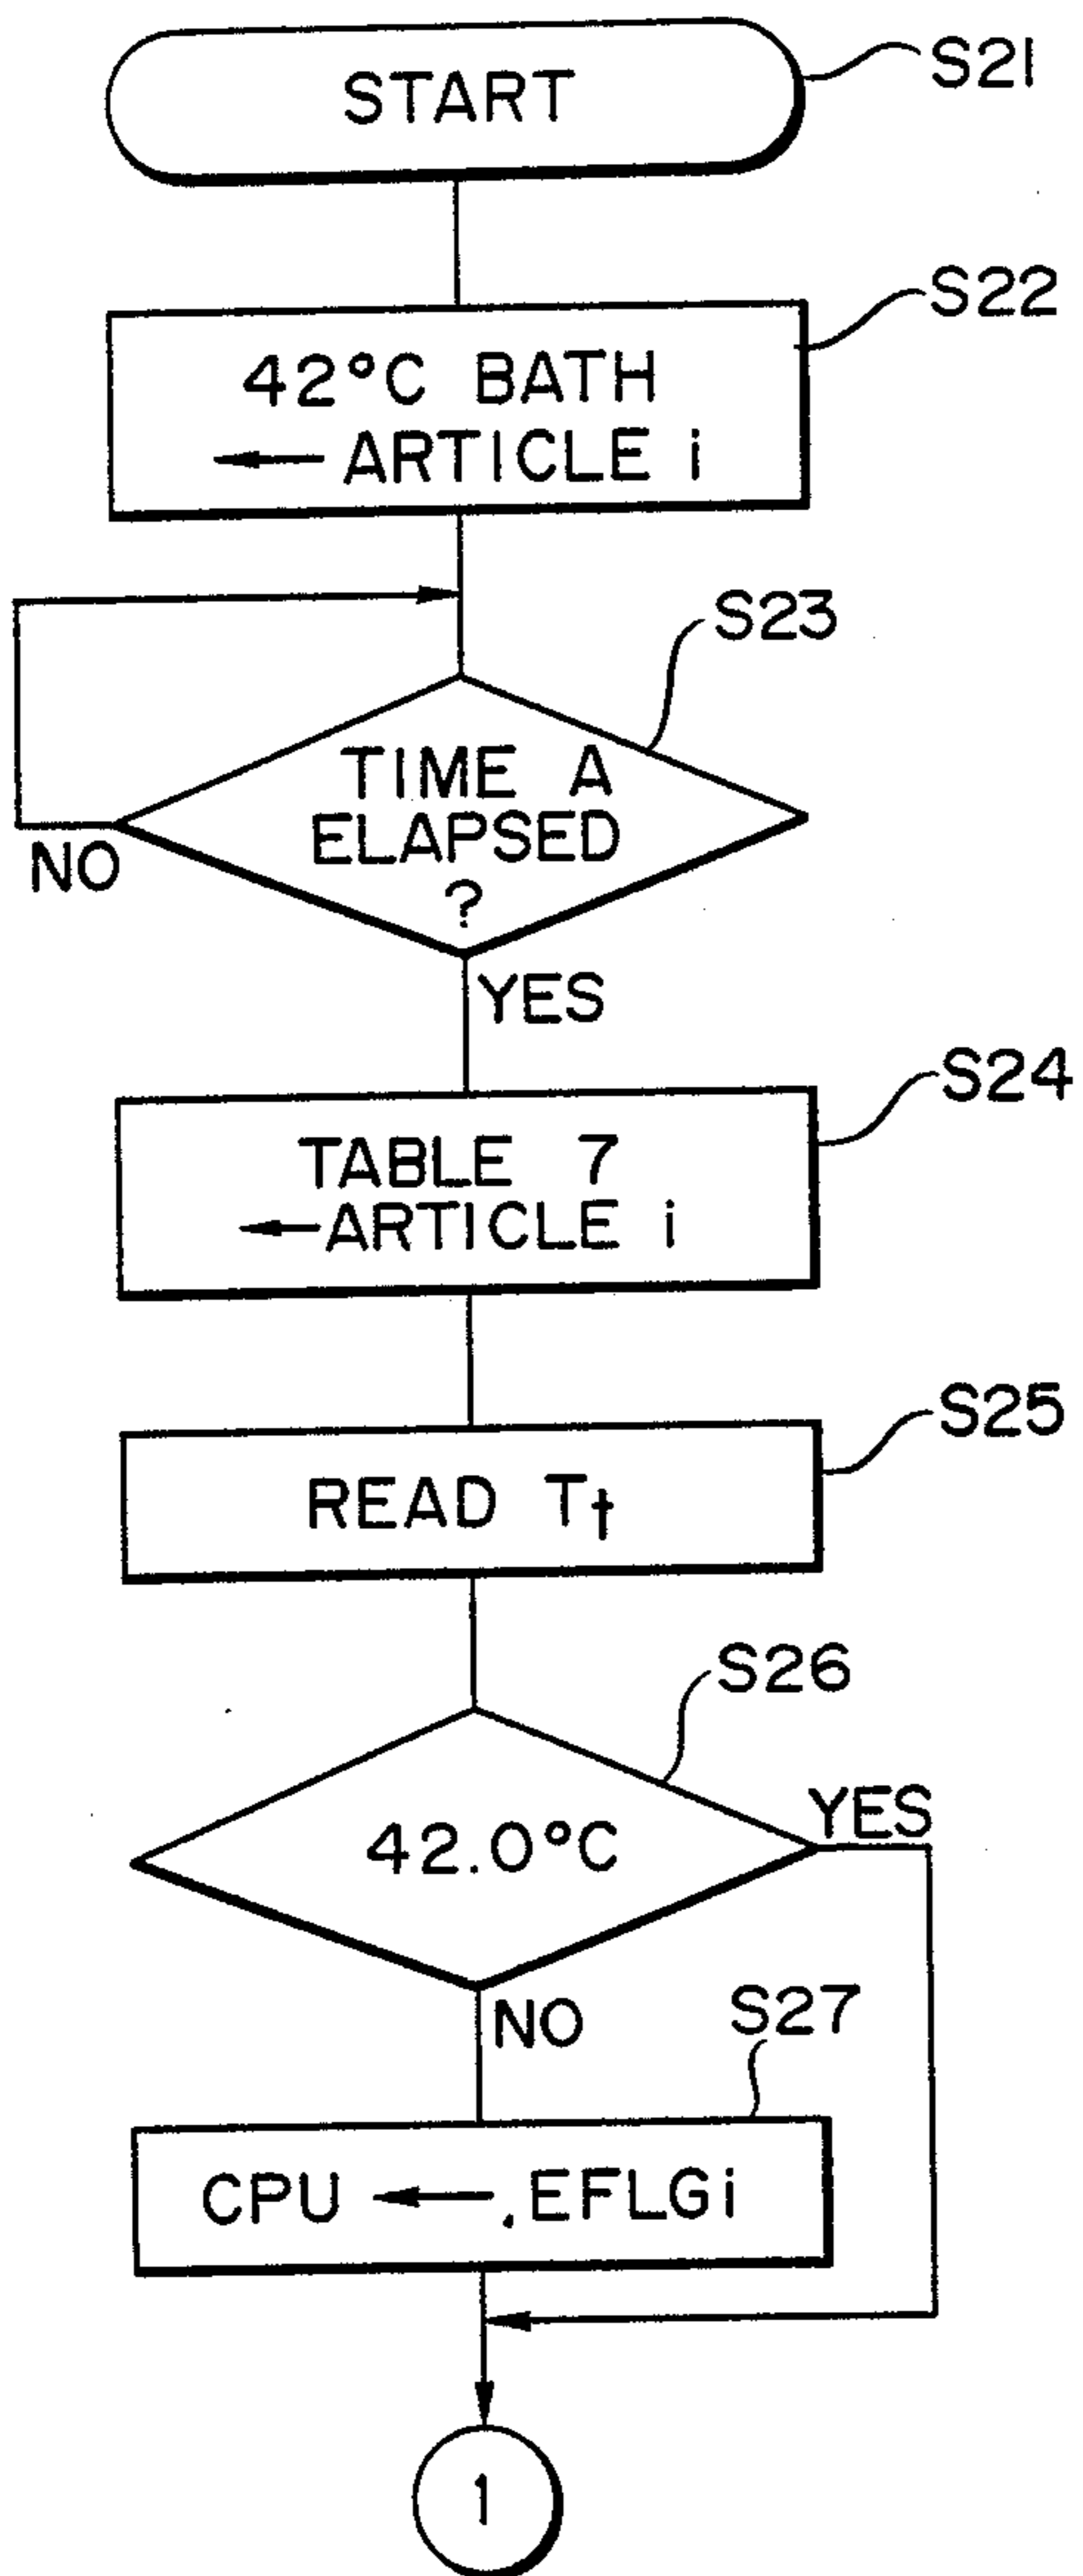 START
S21
S22
42°C BATH
← ARTICLE i
S23
TIME A
ELAPSED
?
NO
YES
S24
TABLE 7
←ARTICLE i
S25
READ Tt
S26
42.0°C
YES
NO
S27
CPU ← EFLGi
1